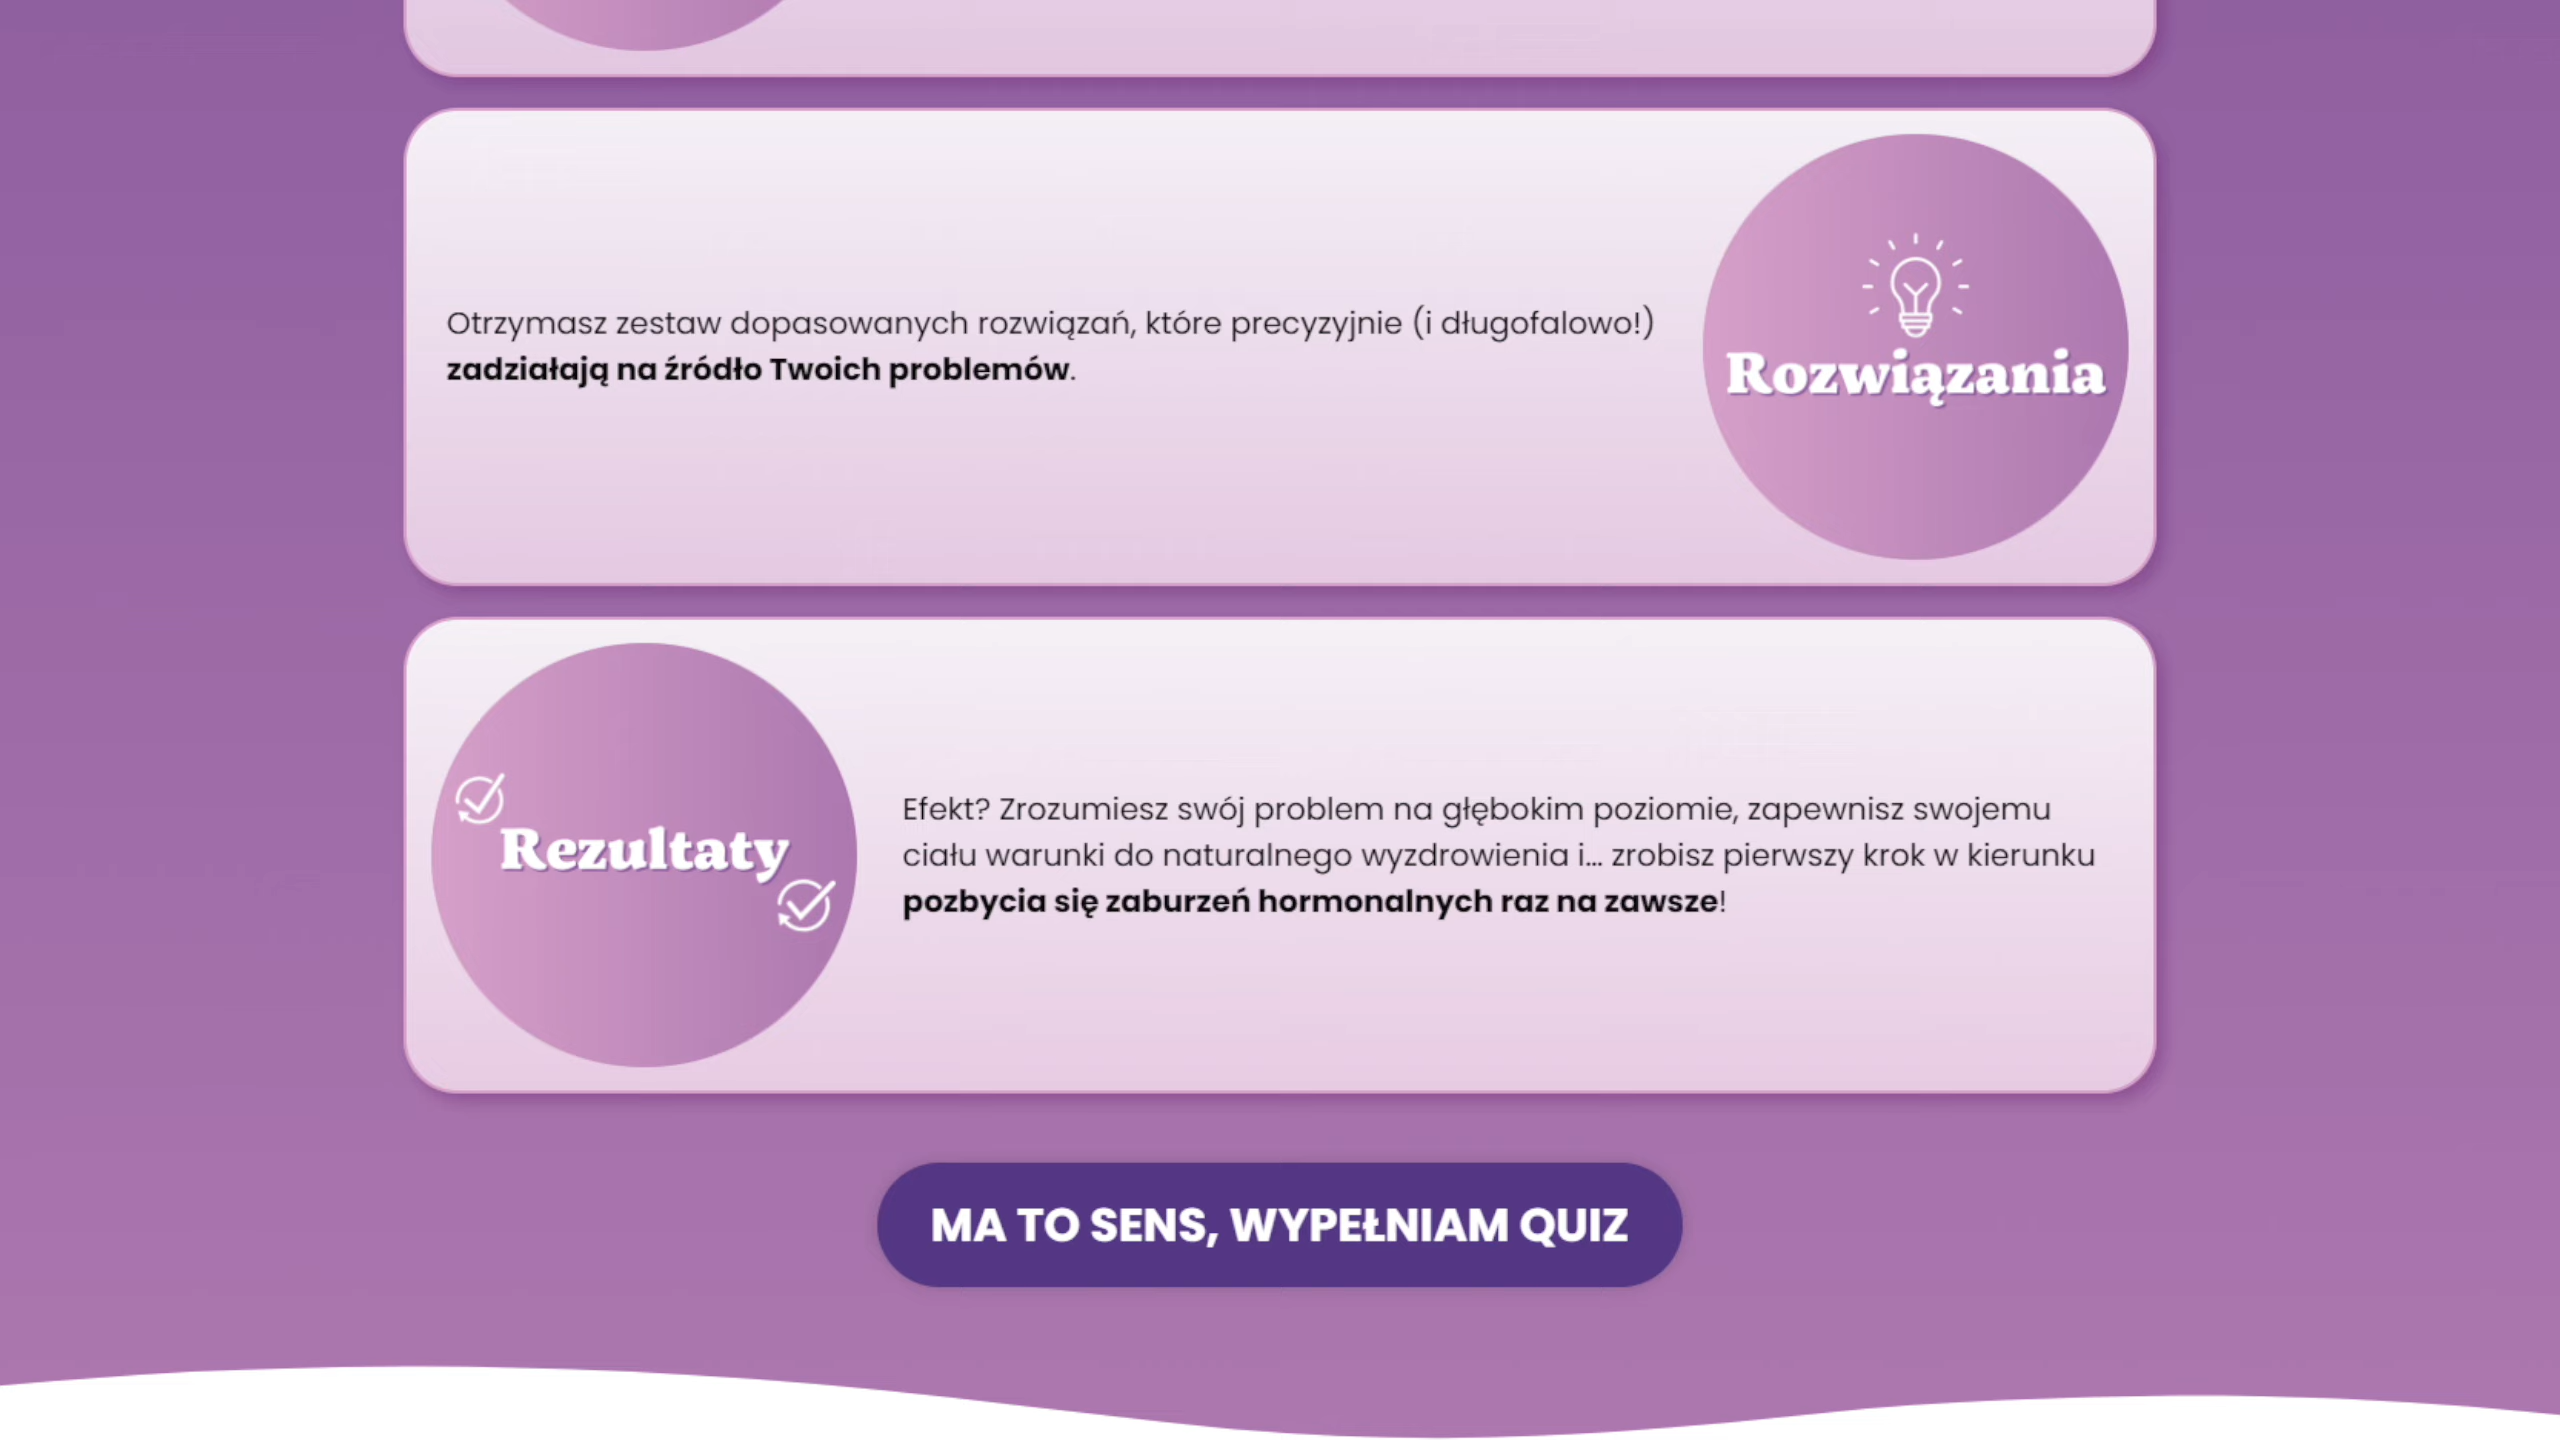 Otrzymasz zestaw dopasowanych rozwiązań, które precyzyjnie (i długofalowo!)
zadziałają na źródło Twoich problemów.
Rozwiązania
Rezultaty
Efekt? Zrozumiesz swój problem na głębokim poziomie, zapewnisz swojemu
ciału warunki do naturalnego wyzdrowienia i... zrobisz pierwszy krok w kierunku
pozbycia się zaburzeń hormonalnych raz na zawsze!
MA TO SENS, WYPEŁNIAM QUIZ